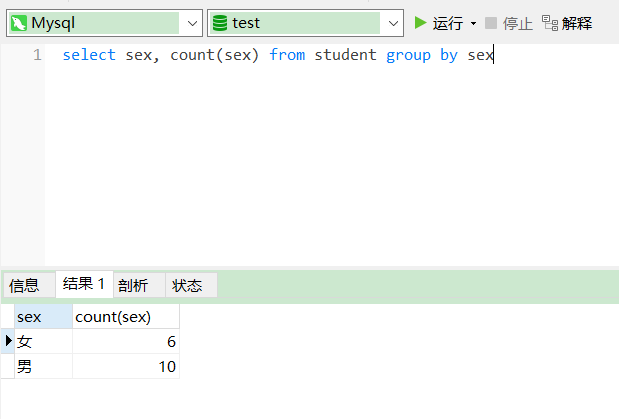 Mysql test 运行 停止 解释
1 select sex, count(sex) from student group by sex
信息 结果 1 剖析 状态
sex count(sex)
女 6
男 10